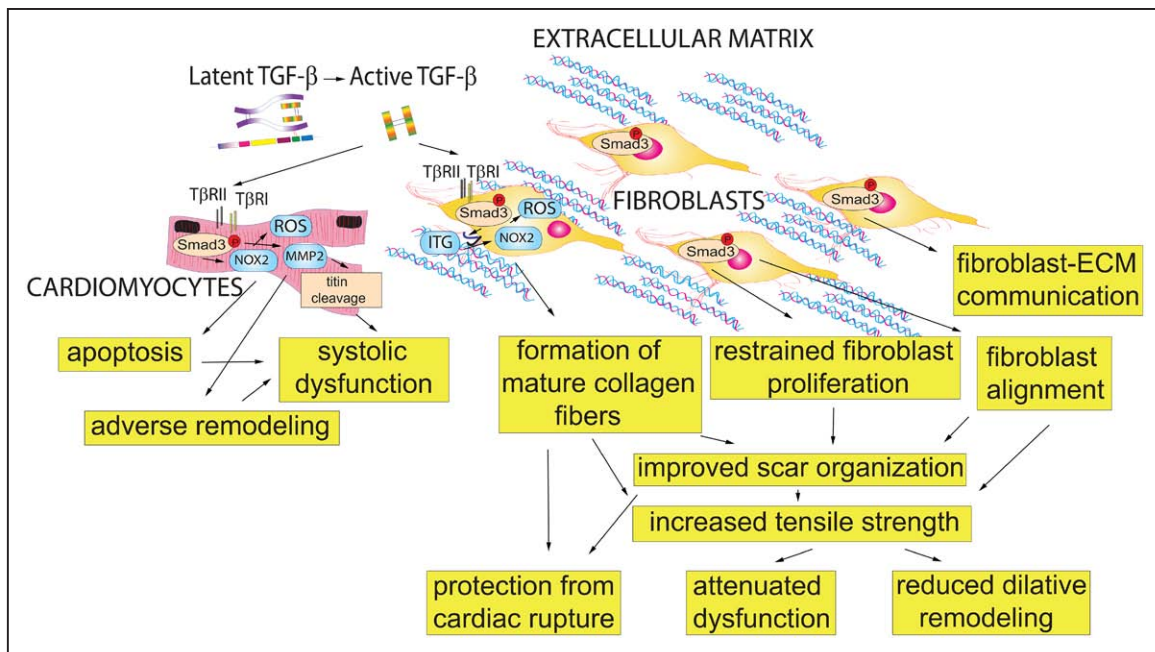 EXTRACELLULAR MATRIX
Latent TGF-β → Active TGF-β
P
Smad3
TβRII
TβRI
TβRII TβRI
P
Smad3
ROS
FIBROBLASTS
P
Smad3
ROS
Smad3
P
NOX2
MMP2
ITG
NOX2
P
Smad3
CARDIOMYOCYTES
titin
cleavage
fibroblast-ECM
communication
apoptosis
systolic
dysfunction
adverse remodeling
formation of
mature collagen
fibers
restrained fibroblast
proliferation
fibroblast
alignment
improved scar organization
increased tensile strength
protection from
cardiac rupture
attenuated
dysfunction
reduced dilative
remodeling